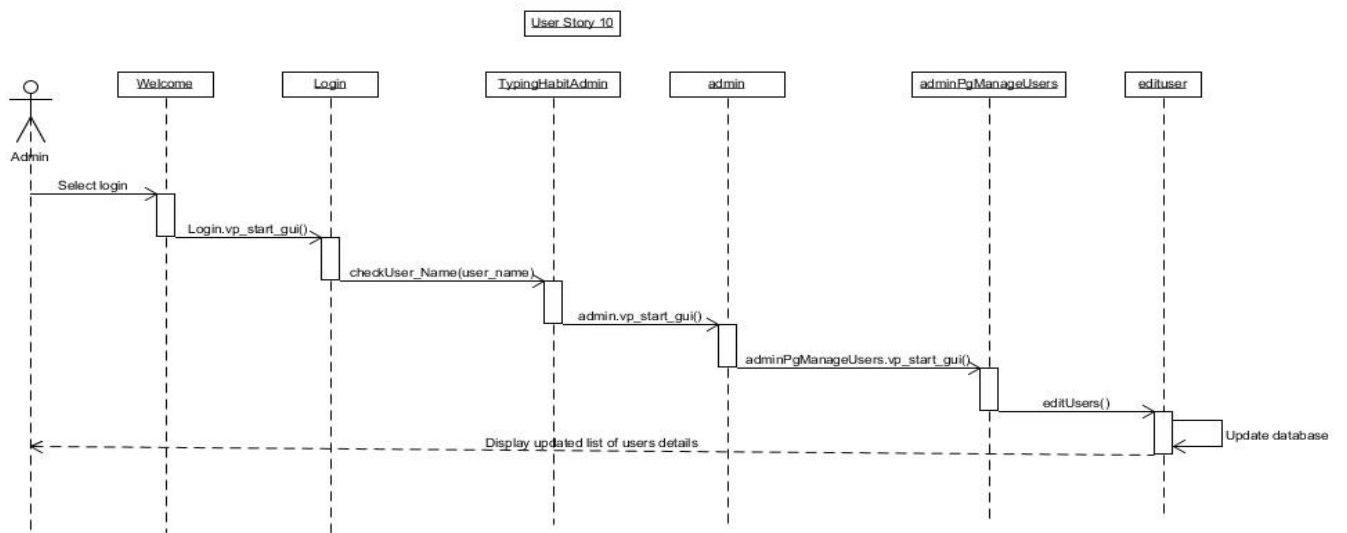 User Story 10
Welcome
Login
TypingHabitAdmin
admin
adminPgManageUsers
edituser
Admin
Select login
Login.vp_start_gui()
checkUser_Name(user_name)
admin.vp_start_gui()
adminPgManageUsers.vp_start_gui()
editUsers()
Update database
Display updated list of users details